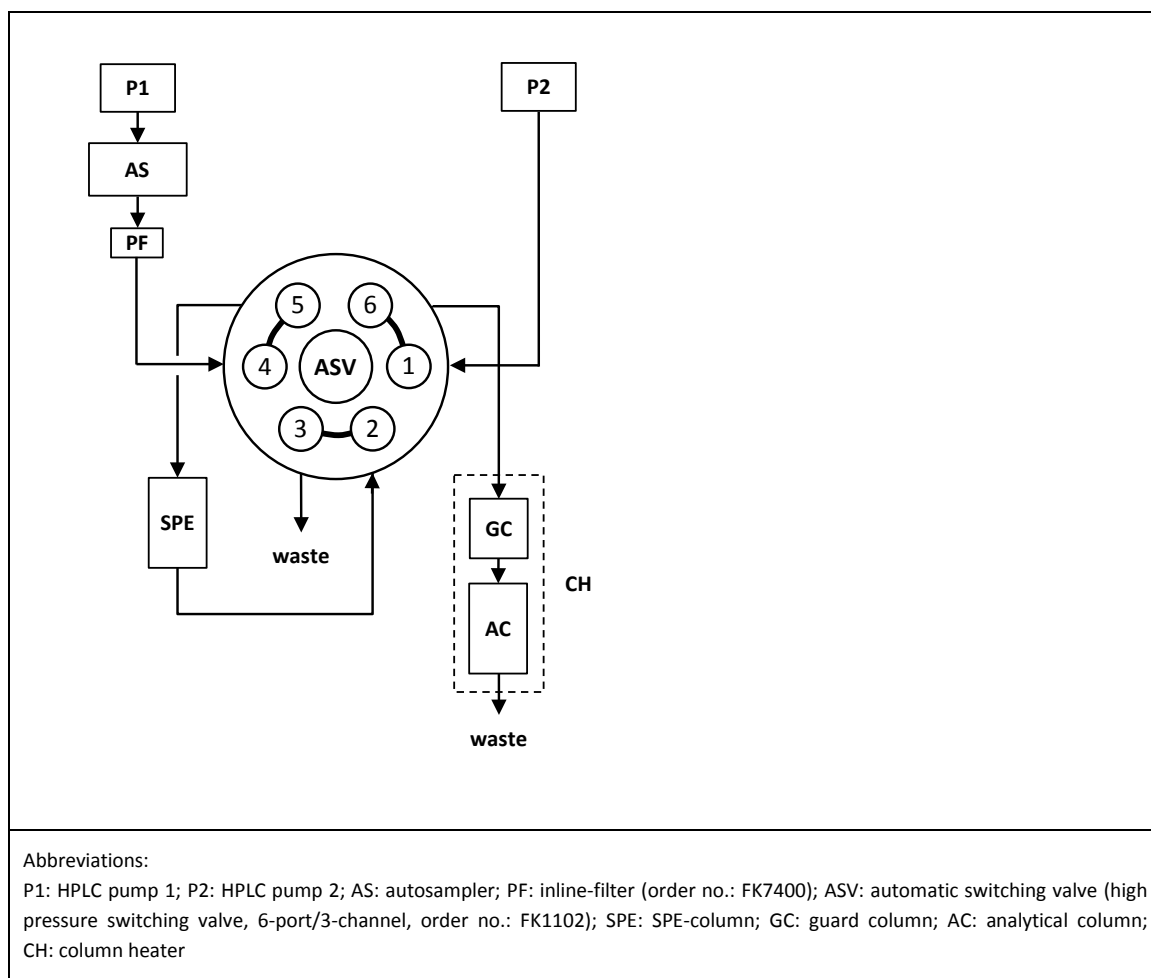 P1
P2
AS
PF
5
6
4
ASV
1
3
2
SPE
waste
GC
CH
AC
waste
Abbreviations:
P1: HPLC pump 1; P2: HPLC pump 2; AS: autosampler; PF: inline-filter (order no.: FK7400); ASV: automatic switching valve (high
pressure switching valve, 6-port/3-channel, order no.: FK1102); SPE: SPE-column; GC: guard column; AC: analytical column;
CH: column heater